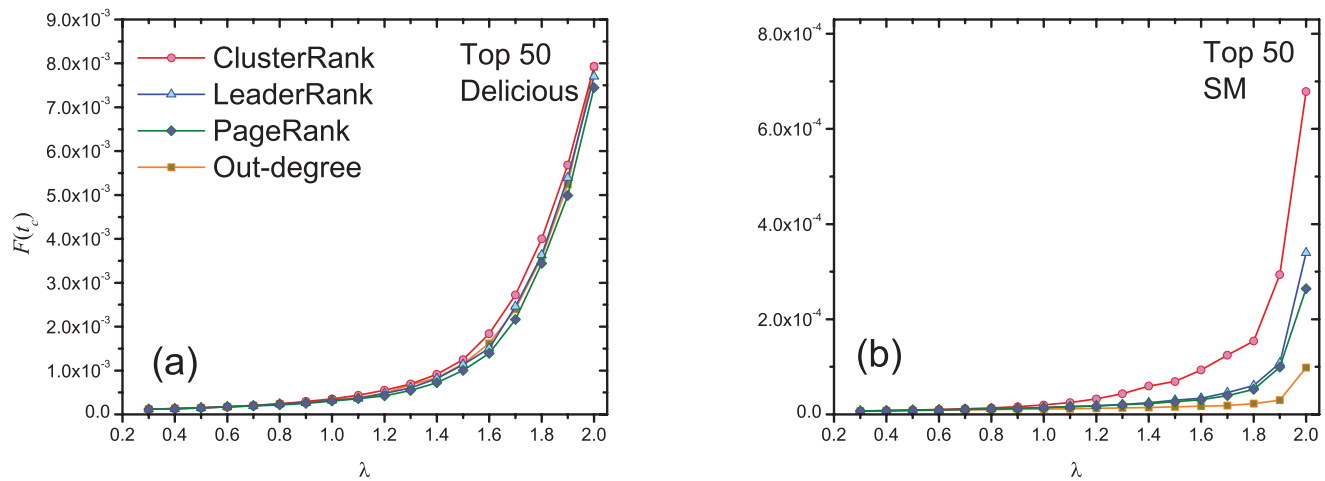 9.0x10⁻³
8.0x10⁻³
7.0x10⁻³
6.0x10⁻³
5.0x10⁻³
4.0x10⁻³
3.0x10⁻³
2.0x10⁻³
1.0x10⁻³
0.0
F(t_c)
ClusterRank
LeaderRank
PageRank
Out-degree
Top 50
Delicious
(a)
0.2 0.4 0.6 0.8 1.0 1.2 1.4 1.6 1.8 2.0
λ
8.0x10⁻⁴
6.0x10⁻⁴
4.0x10⁻⁴
2.0x10⁻⁴
0.0
Top 50
SM
(b)
0.2 0.4 0.6 0.8 1.0 1.2 1.4 1.6 1.8 2.0
λ